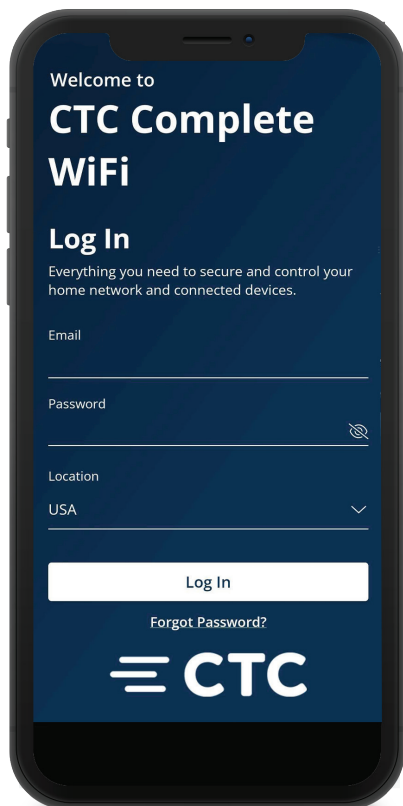 Welcome to
CTC Complete
WiFi
Log In
Everything you need to secure and control your
home network and connected devices.
Email
Password
Location
USA
Log In
Forgot Password?
CTC